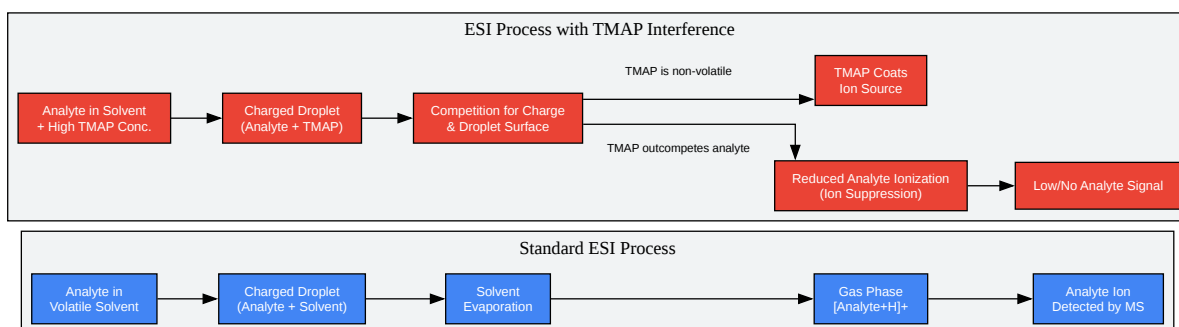 ESI Process with TMAP Interference
TMAP is non-volatile
TMAP Coats
Ion Source
Analyte in Solvent
+ High TMAP Conc.
Charged Droplet
(Analyte + TMAP)
Competition for Charge
& Droplet Surface
TMAP outcompetes analyte
Reduced Analyte Ionization
(Ion Suppression)
Low/No Analyte Signal
Standard ESI Process
Analyte in
Volatile Solvent
Charged Droplet
(Analyte + Solvent)
Solvent
Evaporation
Gas Phase
[Analyte+H]+
Analyte Ion
Detected by MS